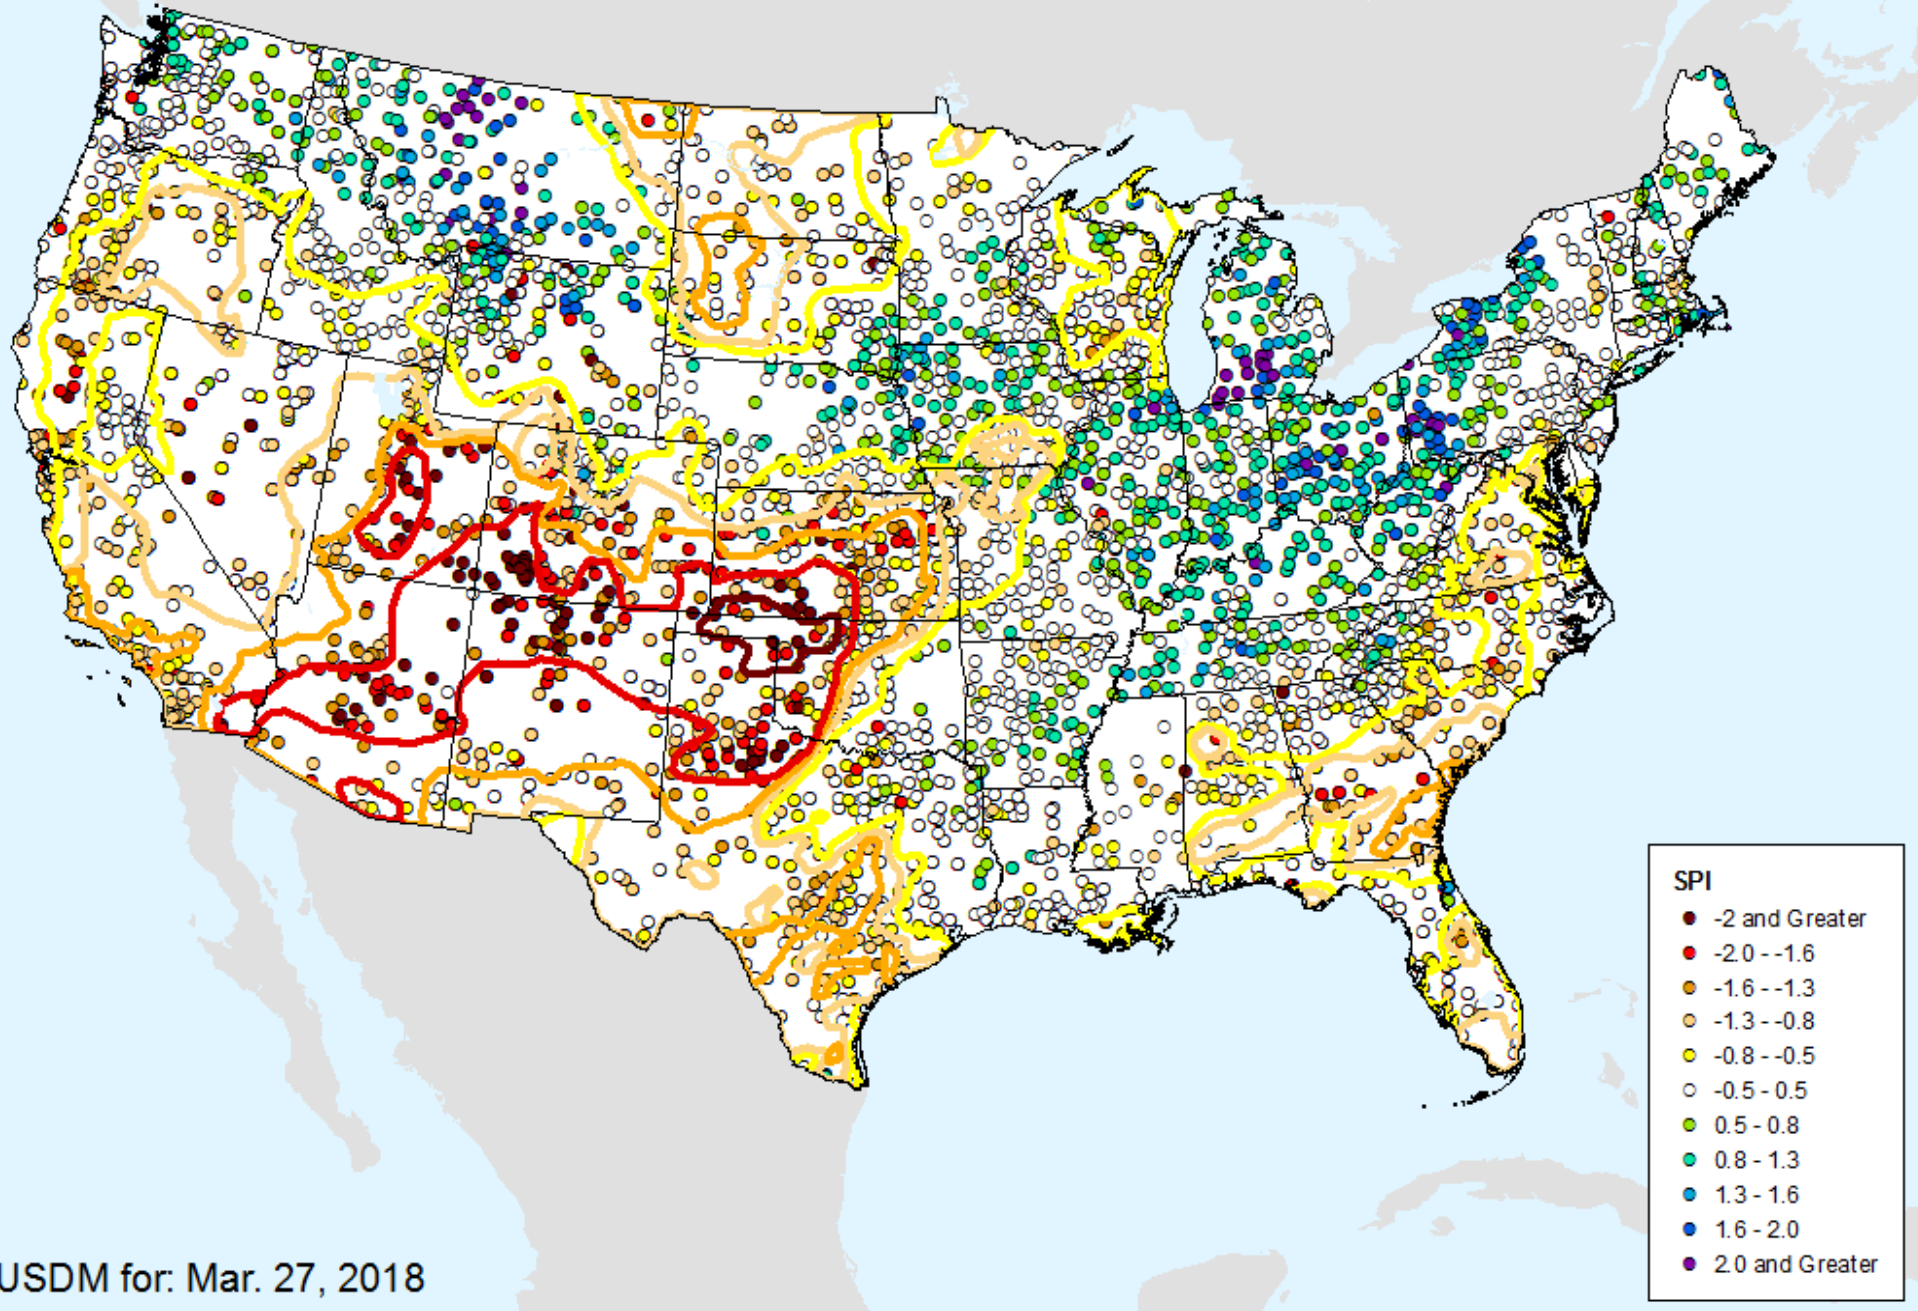 SPI
-2 and Greater
-2.0 - -1.6
-1.6 - -1.3
-1.3 - -0.8
-0.8 - -0.5
-0.5 - 0.5
0.5 - 0.8
0.8 - 1.3
1.3 - 1.6
1.6 - 2.0
2.0 and Greater
USDM for: Mar. 27, 2018